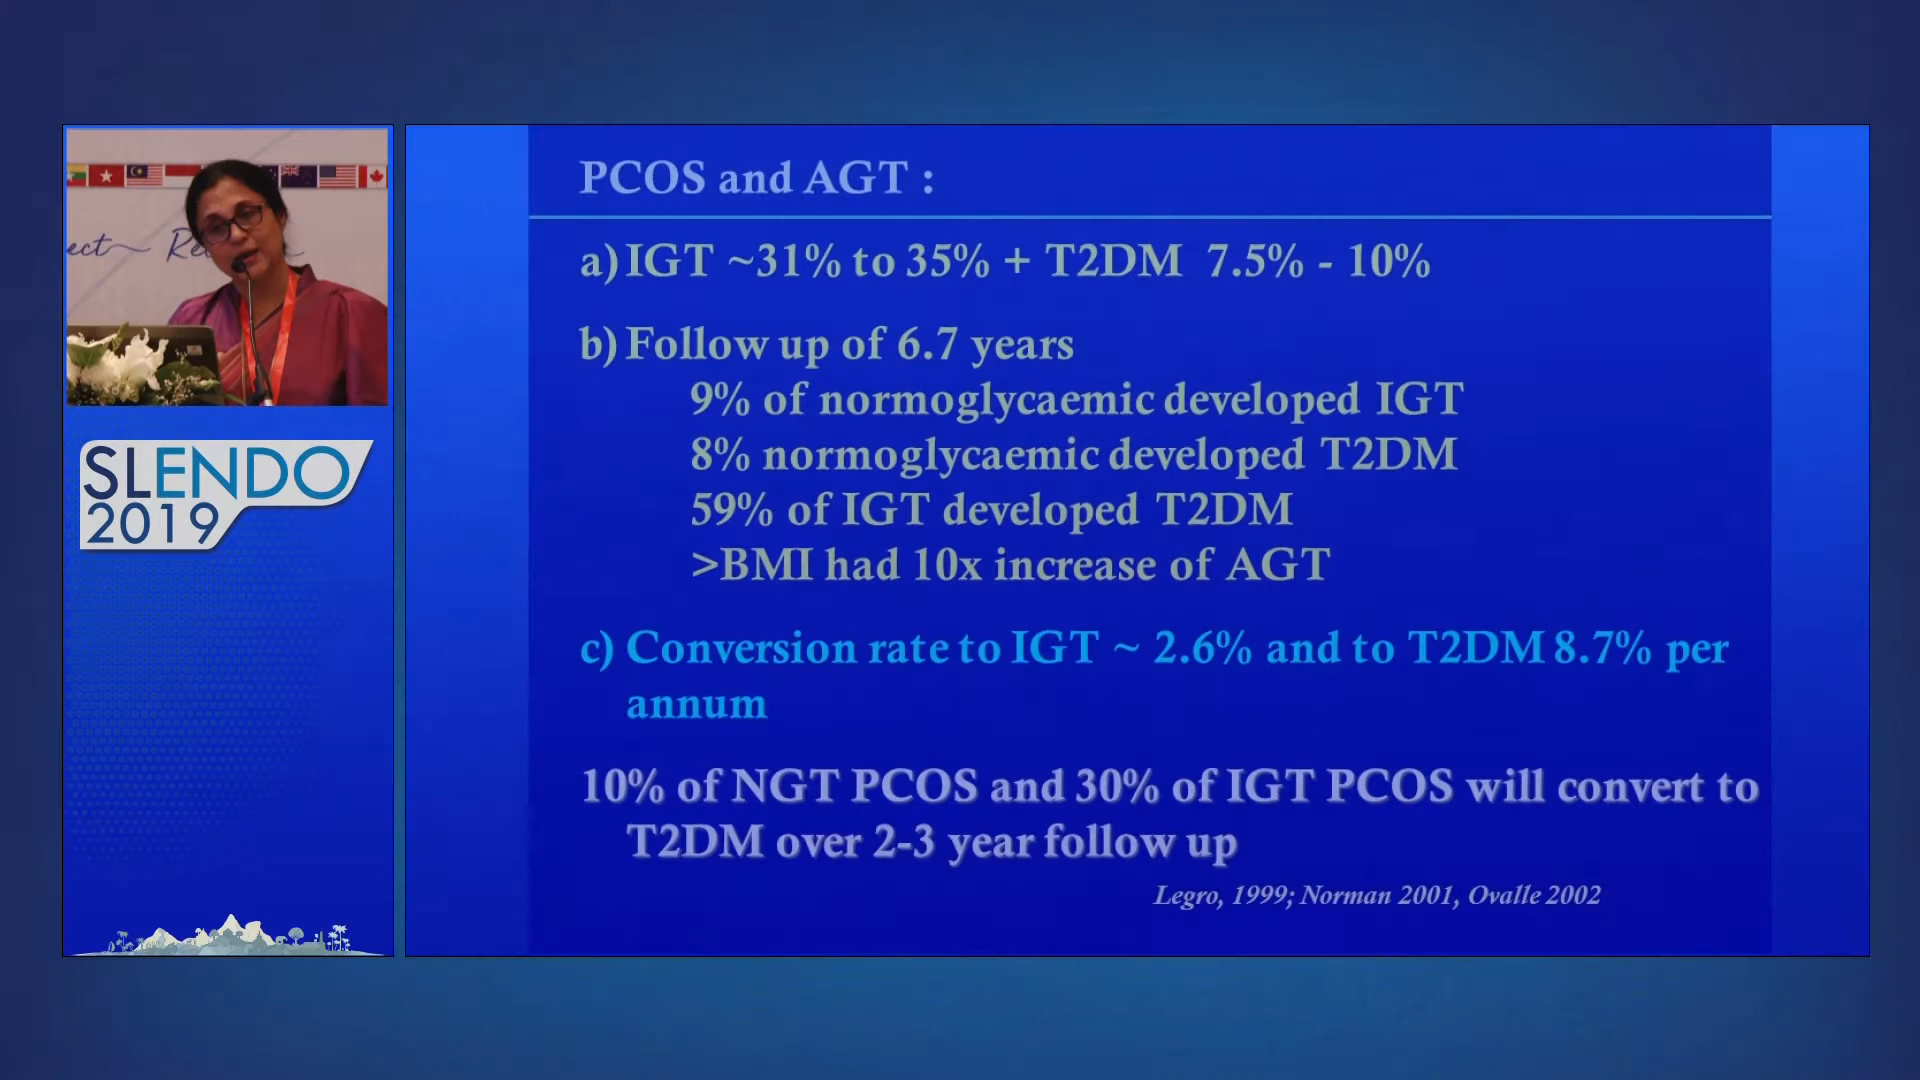 ect Re
SLENDO
2019
PCOS and AGT :
a) IGT ~31% to 35% + T2DM 7.5% - 10%
b) Follow up of 6.7 years
9% of normoglycaemic developed IGT
8% normoglycaemic developed T2DM
59% of IGT developed T2DM
>BMI had 10x increase of AGT
c) Conversion rate to IGT ~ 2.6% and to T2DM 8.7% per
annum
10% of NGT PCOS and 30% of IGT PCOS will convert to
T2DM over 2-3 year follow up
Legro, 1999; Norman 2001, Ovalle 2002